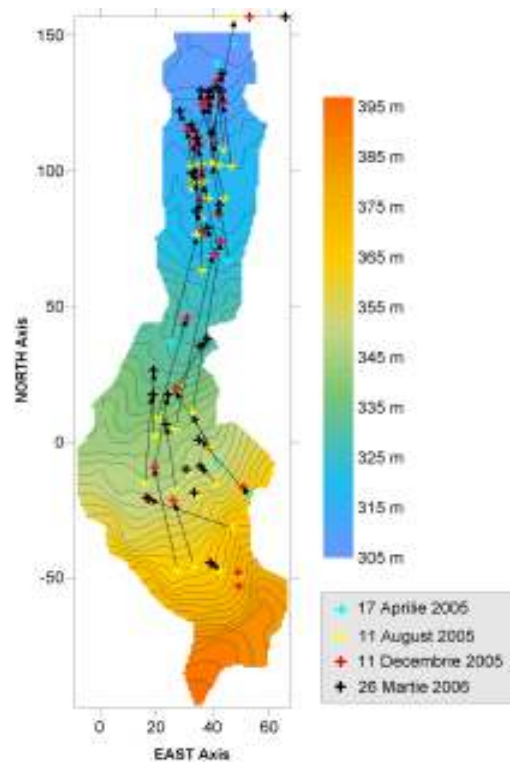 150
100
50
0
-50
NORTH Axis
0 20 40 60
EAST Axis
395 m
385 m
375 m
365 m
355 m
345 m
335 m
325 m
315 m
305 m
17 Aprilie 2005
11 August 2005
11 Decembrie 2005
26 Martie 2006